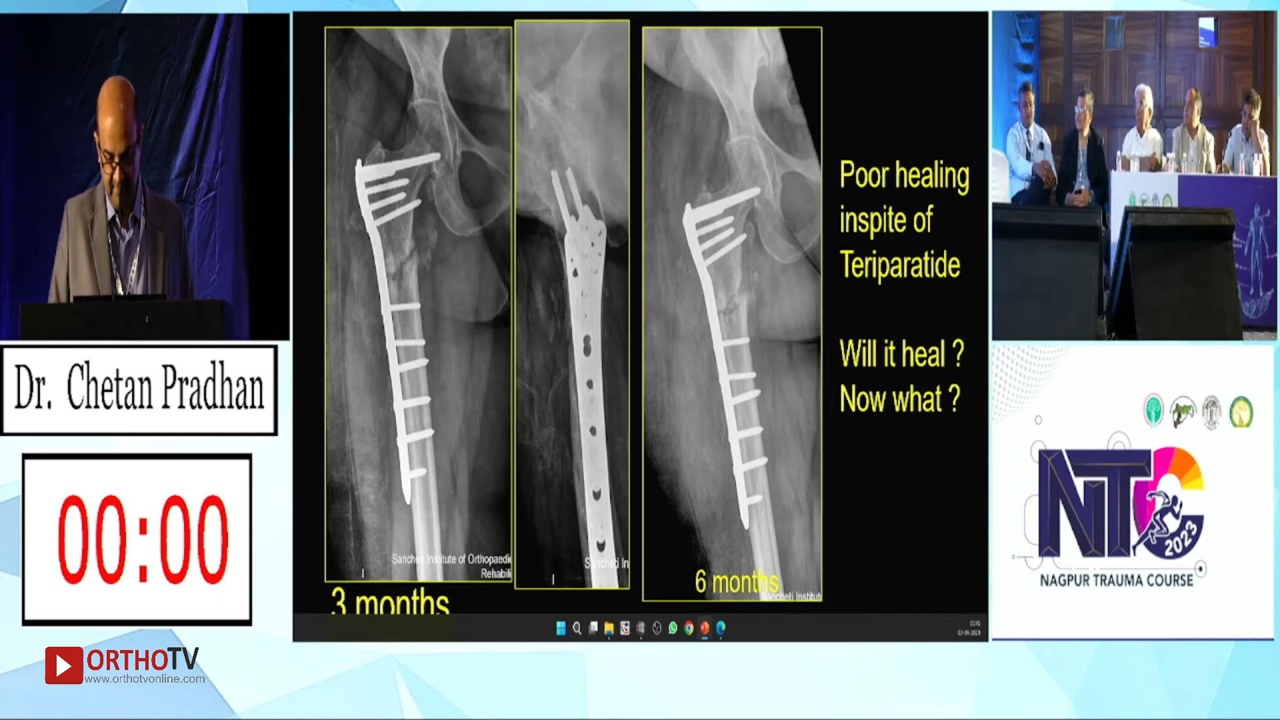 Dr. Chetan Pradhan
00:00
ORTHOTV
www.orthotvonline.com
Poor healing
inspite of
Teriparatide
Will it heal ?
Now what ?
Sancheti Institute of Orthopaedic
Rehabili
Sancheti In
Sancheti Institut
3 months
6 months
NTC
2023
NAGPUR TRAUMA COURSE